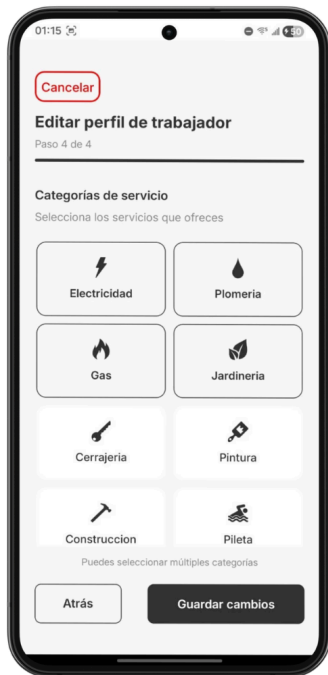 01:15
50
Cancelar
Editar perfil de trabajador
Paso 4 de 4
Categorías de servicio
Selecciona los servicios que ofreces
Electricidad
Plomeria
Gas
Jardineria
Cerrajeria
Pintura
Construccion
Pileta
Puedes seleccionar múltiples categorías
Atrás
Guardar cambios